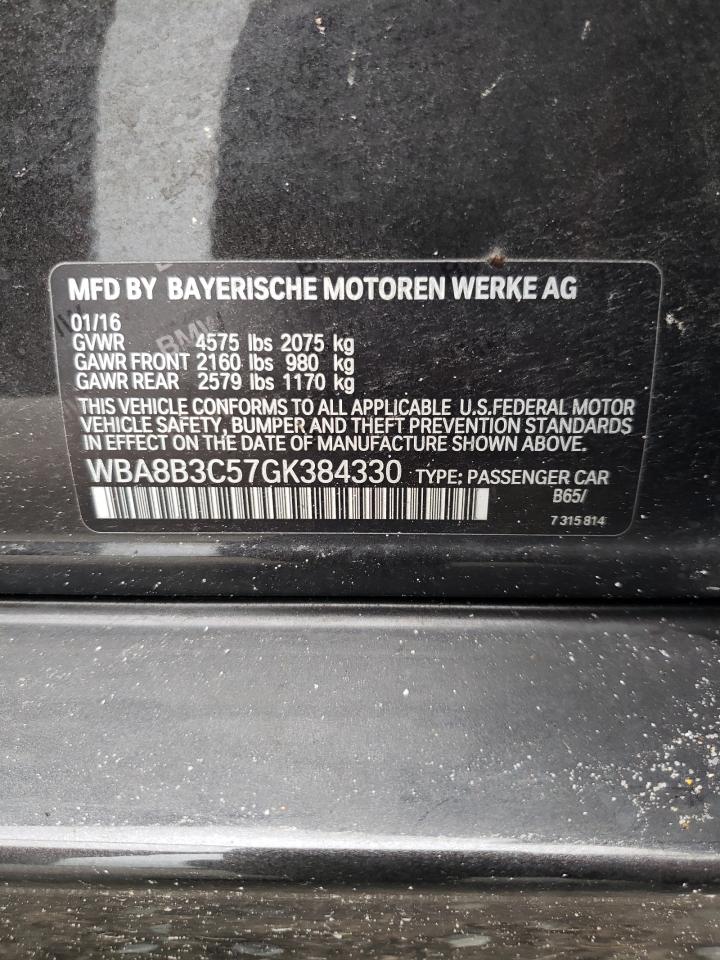 MFD BY BAYERISCHE MOTOREN WERKE AG
01/16
GVWR 4575 lbs 2075 kg
GAWR FRONT 2160 lbs 980 kg
GAWR REAR 2579 lbs 1170 kg
THIS VEHICLE CONFORMS TO ALL APPLICABLE U.S.FEDERAL MOTOR
VEHICLE SAFETY, BUMPER AND THEFT PREVENTION STANDARDS
IN EFFECT ON THE DATE OF MANUFACTURE SHOWN ABOVE.
WBA8B3C57GK384330 TYPE: PASSENGER CAR
B65/
7 315 814